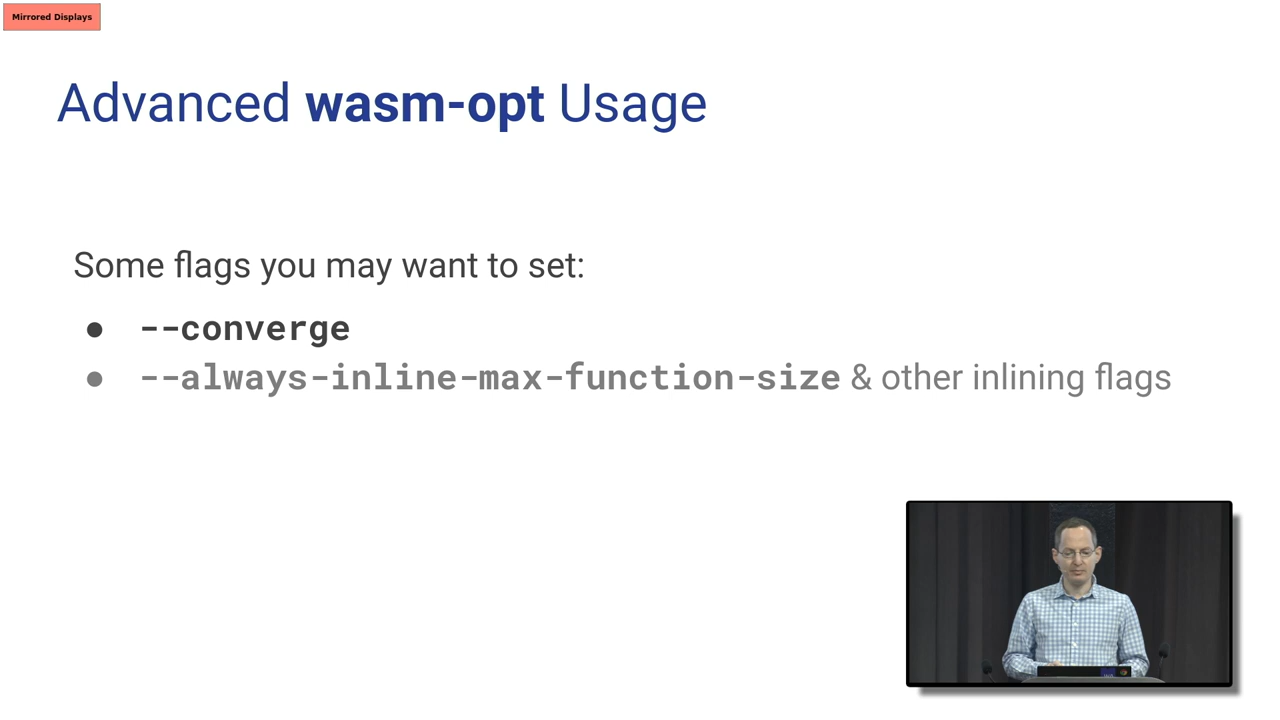 Mirrored Displays
Advanced wasm-opt Usage
Some flags you may want to set:
● --converge
● --always-inline-max-function-size & other inlining flags